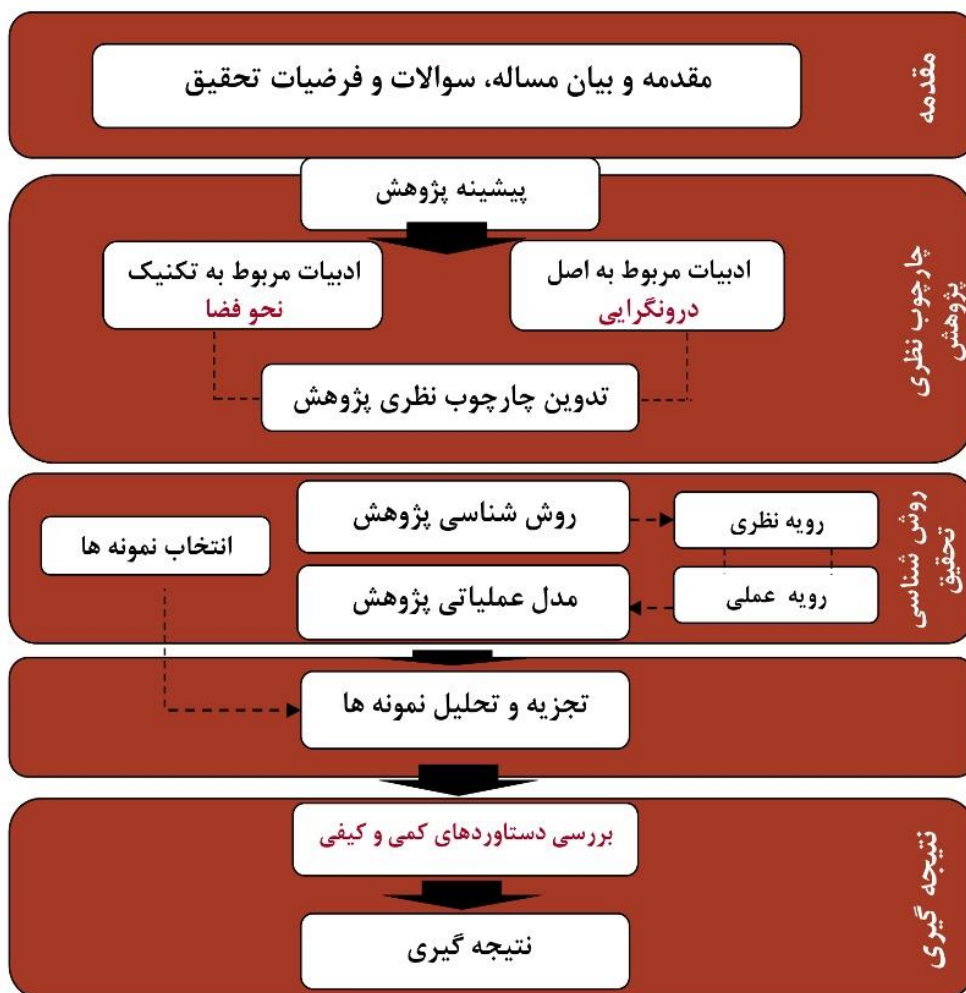 مقدمه
مقدمه و بیان مساله، سوالات و فرضیات تحقیق
چارچوب نظری
پژوهش
پیشینه پژوهش
ادبیات مربوط به اصل
درونگرایی
ادبیات مربوط به تکنیک
نحو فضا
تدوین چارچوب نظری پژوهش
روش شناسی
تحقیق
رویه نظری
روش شناسی پژوهش
انتخاب نمونه ها
رویه عملی
مدل عملیاتی پژوهش
تجزیه و تحلیل نمونه ها
نتیجه گیری
بررسی دستاوردهای کمی و کیفی
نتیجه گیری